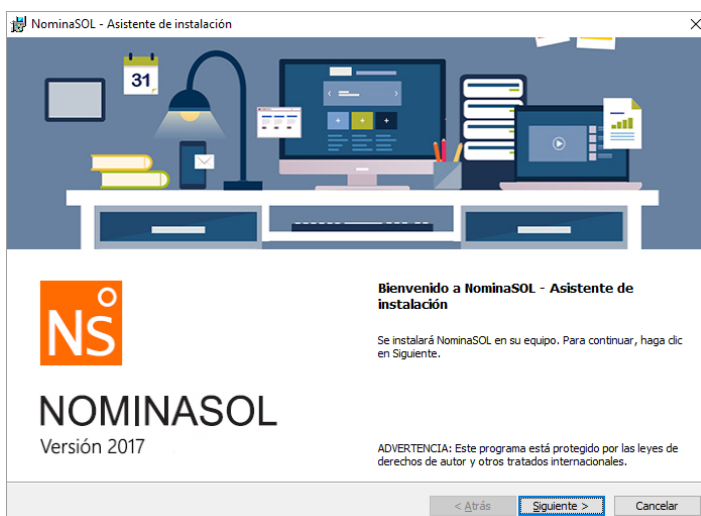 NominaSOL - Asistente de instalación
31
Bienvenido a NominaSOL - Asistente de
instalación
Se instalará NominaSOL en su equipo. Para continuar, haga clic
en Siguiente.
NS
NOMINASOL
Versión 2017
ADVERTENCIA: Este programa está protegido por las leyes de
derechos de autor y otros tratados internacionales.
< Atrás
Siguiente >
Cancelar